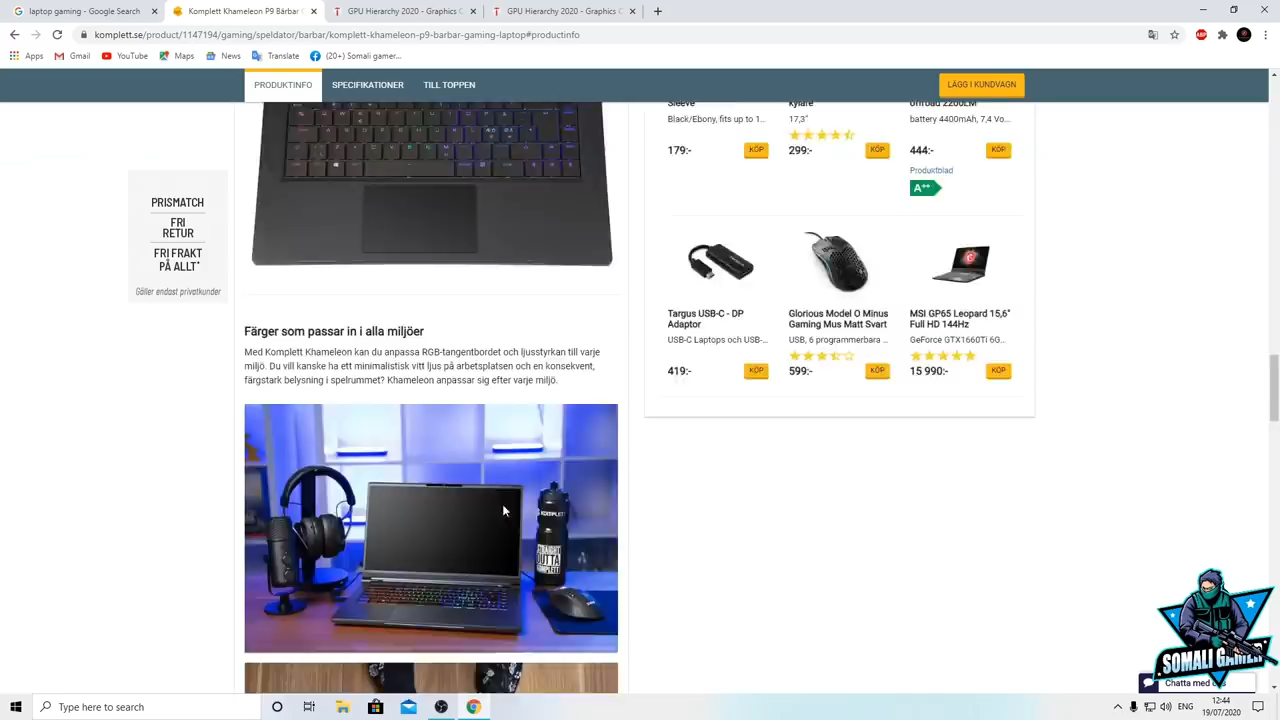 laptop gaming - Google Search
Komplett Khameleon P9 Bärbar
GPU Hierarchy 2020 - Graphics C
GPU Hierarchy 2020 - Graphics C
komplett.se/product/1147194/gaming/speldator/barbar/komplett-khameleon-p9-barbar-gaming-laptop#productinfo
ABP
Apps
Gmail
YouTube
Maps
News
Translate
(20+) Somali gamer...
PRODUKTINFO
SPECIFIKATIONER
TILL TOPPEN
LÄGG I KUNDVAGN
Sleeve
kylare
Black/Ebony, fits up to 1...
17,3"
battery 4400mAh, 7,4 Vo...
179:-
KÖP
299:-
KÖP
444:-
KÖP
Produktblad
A++
PRISMATCH
FRI
RETUR
FRI FRAKT
PÅ ALLT*
Gäller endast privatkunder
Targus USB-C - DP
Adaptor
USB-C Laptops och USB-...
419:-
KÖP
Glorious Model O Minus
Gaming Mus Matt Svart
USB, 6 programmerbara ...
599:-
KÖP
MSI GP65 Leopard 15,6"
Full HD 144Hz
GeForce GTX1660Ti 6G...
15 990:-
KÖP
Färger som passar in i alla miljöer
Med Komplett Khameleon kan du anpassa RGB-tangentbordet och ljusstyrkan till varje
miljö. Du vill kanske ha ett minimalistisk vitt ljus på arbetsplatsen och en konsekvent,
färgstark belysning i spelrummet? Khameleon anpassar sig efter varje miljö.
KOMPLETT
STRAIGHT
OUTTA
KOMPLETT
SOMALI GAMER
Chatta med
Type here to search
ENG
12:44
19/07/2020